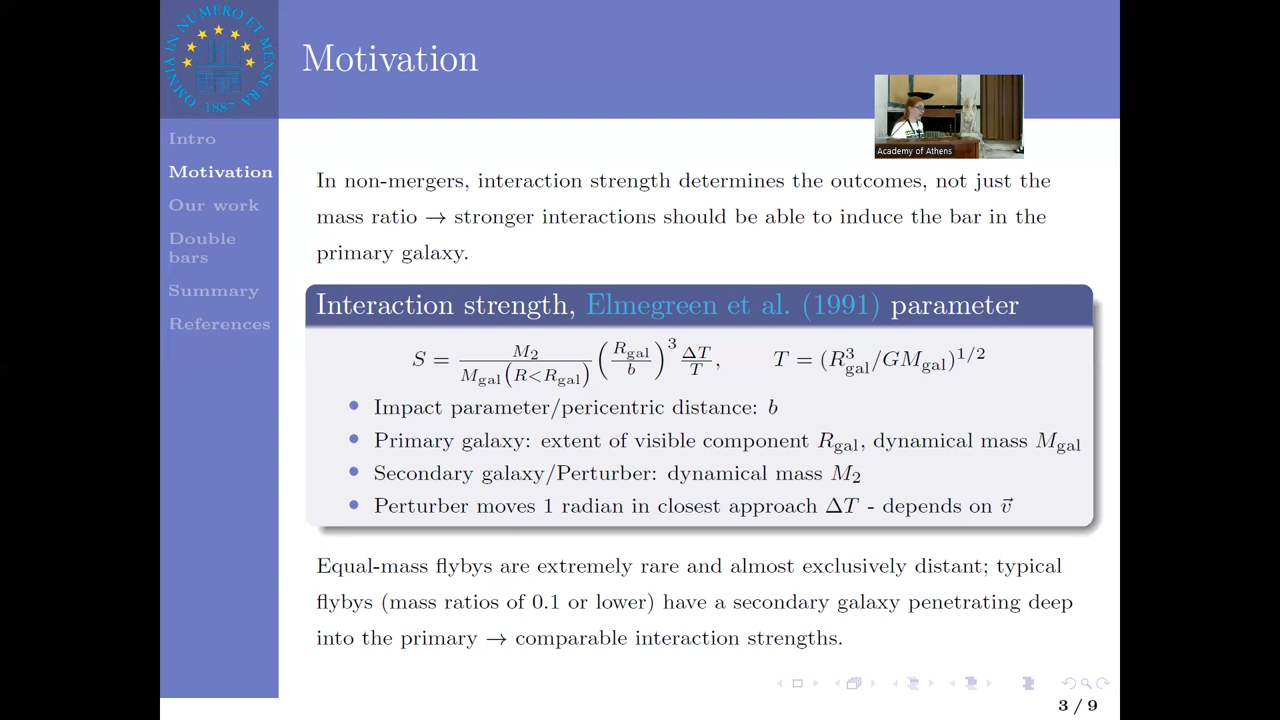 OMNIA IN NUMERO ET MENSURA
1887
Motivation
Academy of Athens
Intro
Motivation
Our work
Double
bars
Summary
References
In non-mergers, interaction strength determines the outcomes, not just the
mass ratio → stronger interactions should be able to induce the bar in the
primary galaxy.
Interaction strength, Elmegreen et al. (1991) parameter
S = M₂ / M_gal(R<R_gal) (R_gal / b)³ ΔT / T, T = (R³_gal/GM_gal)^1/2
• Impact parameter/pericentric distance: b
• Primary galaxy: extent of visible component R_gal, dynamical mass M_gal
• Secondary galaxy/Perturber: dynamical mass M₂
• Perturber moves 1 radian in closest approach ΔT - depends on v⃗
Equal-mass flybys are extremely rare and almost exclusively distant; typical
flybys (mass ratios of 0.1 or lower) have a secondary galaxy penetrating deep
into the primary → comparable interaction strengths.
3 / 9